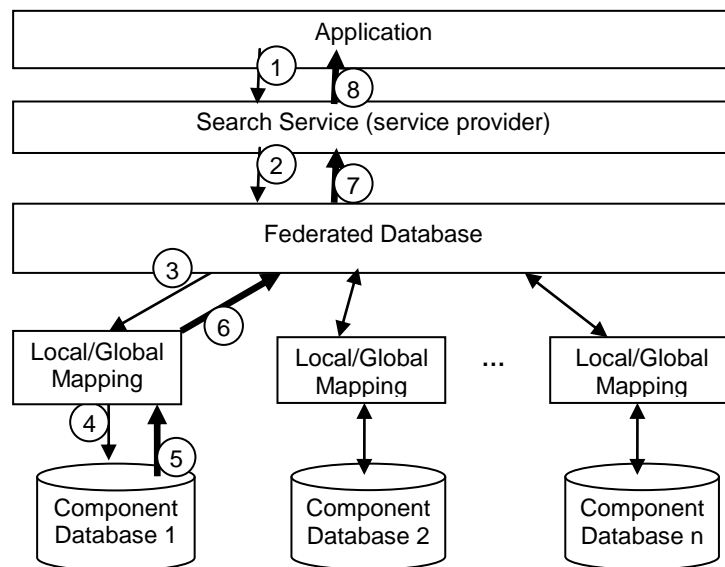 Application
1
8
Search Service (service provider)
2
7
Federated Database
3
6
Local/Global
Mapping
Local/Global
Mapping
...
Local/Global
Mapping
4
5
Component
Database 1
Component
Database 2
Component
Database n